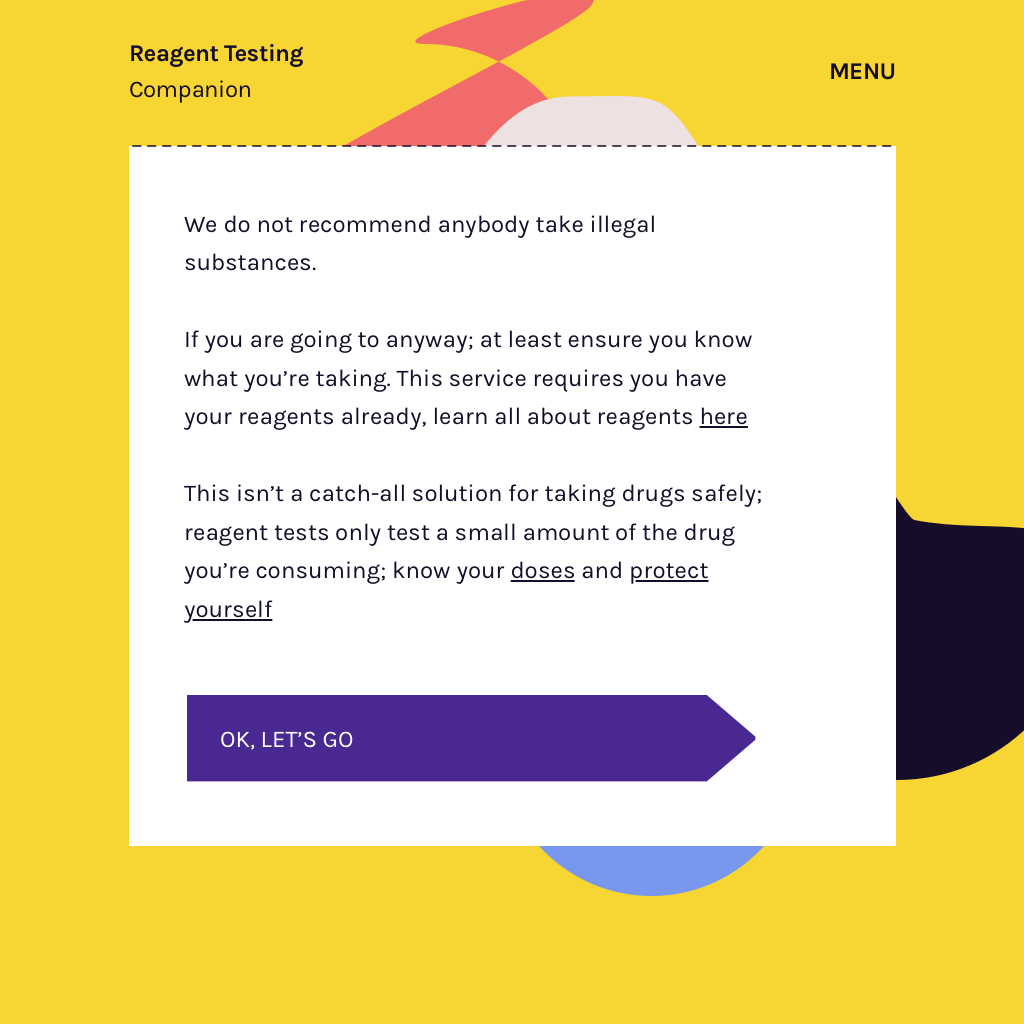 Reagent Testing
Companion
MENU
We do not recommend anybody take illegal
substances.
If you are going to anyway; at least ensure you know
what you’re taking. This service requires you have
your reagents already, learn all about reagents here
This isn’t a catch-all solution for taking drugs safely;
reagent tests only test a small amount of the drug
you’re consuming; know your doses and protect
yourself
OK, LET’S GO